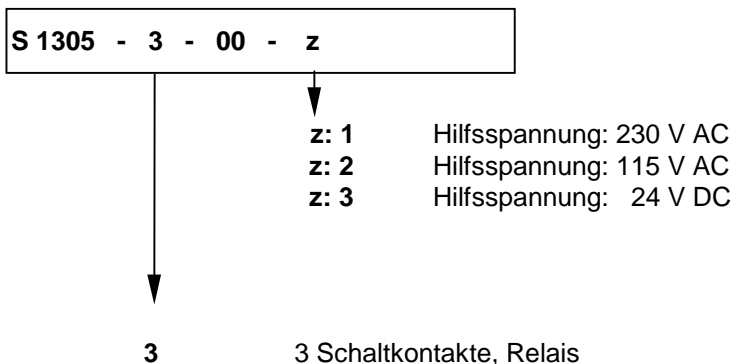 S 1305 - 3 - 00 - z
z: 1 Hilfsspannung: 230 V AC
z: 2 Hilfsspannung: 115 V AC
z: 3 Hilfsspannung: 24 V DC
3 3 Schaltkontakte, Relais